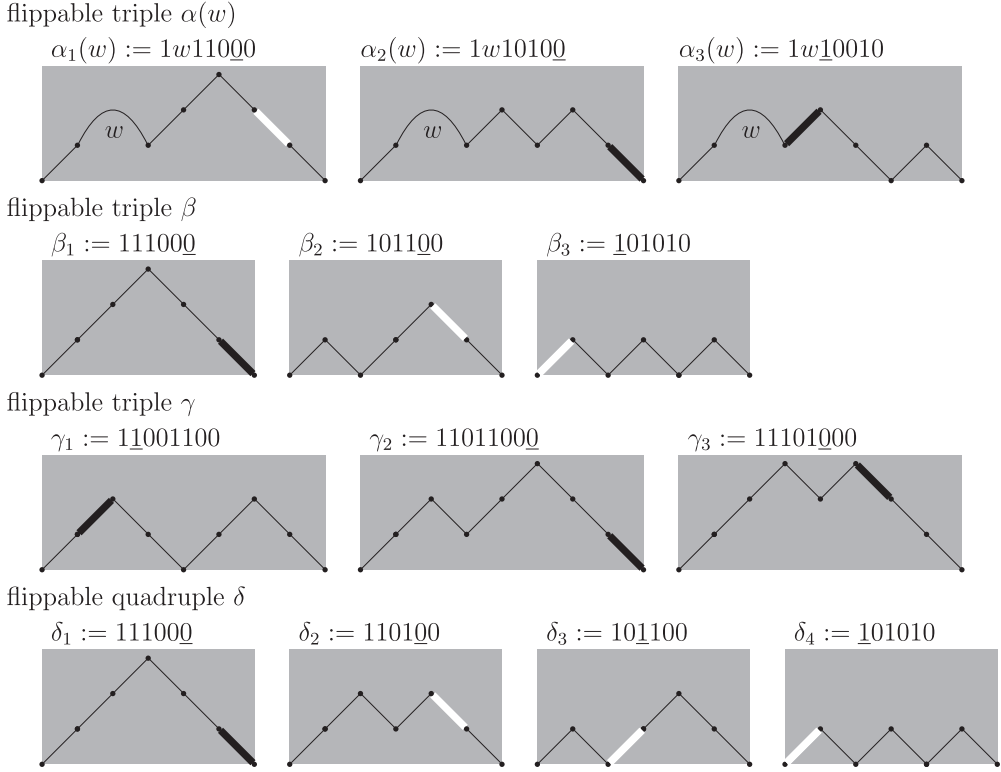 flippable triple α(w)
α₁(w) := 1w11000 α₂(w) := 1w10100 α₃(w) := 1w10010
w w w
flippable triple β
β₁ := 111000 β₂ := 101100 β₃ := 101010
flippable triple γ
γ₁ := 11001100 γ₂ := 11011000 γ₃ := 11101000
flippable quadruple δ
δ₁ := 111000 δ₂ := 110100 δ₃ := 101100 δ₄ := 101010